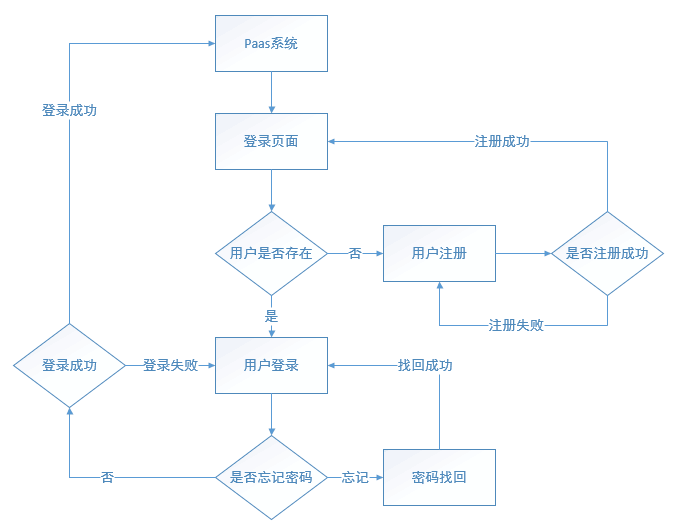 Paas系统
登录成功
登录页面
注册成功
用户是否存在
否
用户注册
是否注册成功
是
注册失败
登录成功
登录失败
用户登录
找回成功
否
是否忘记密码
忘记
密码找回